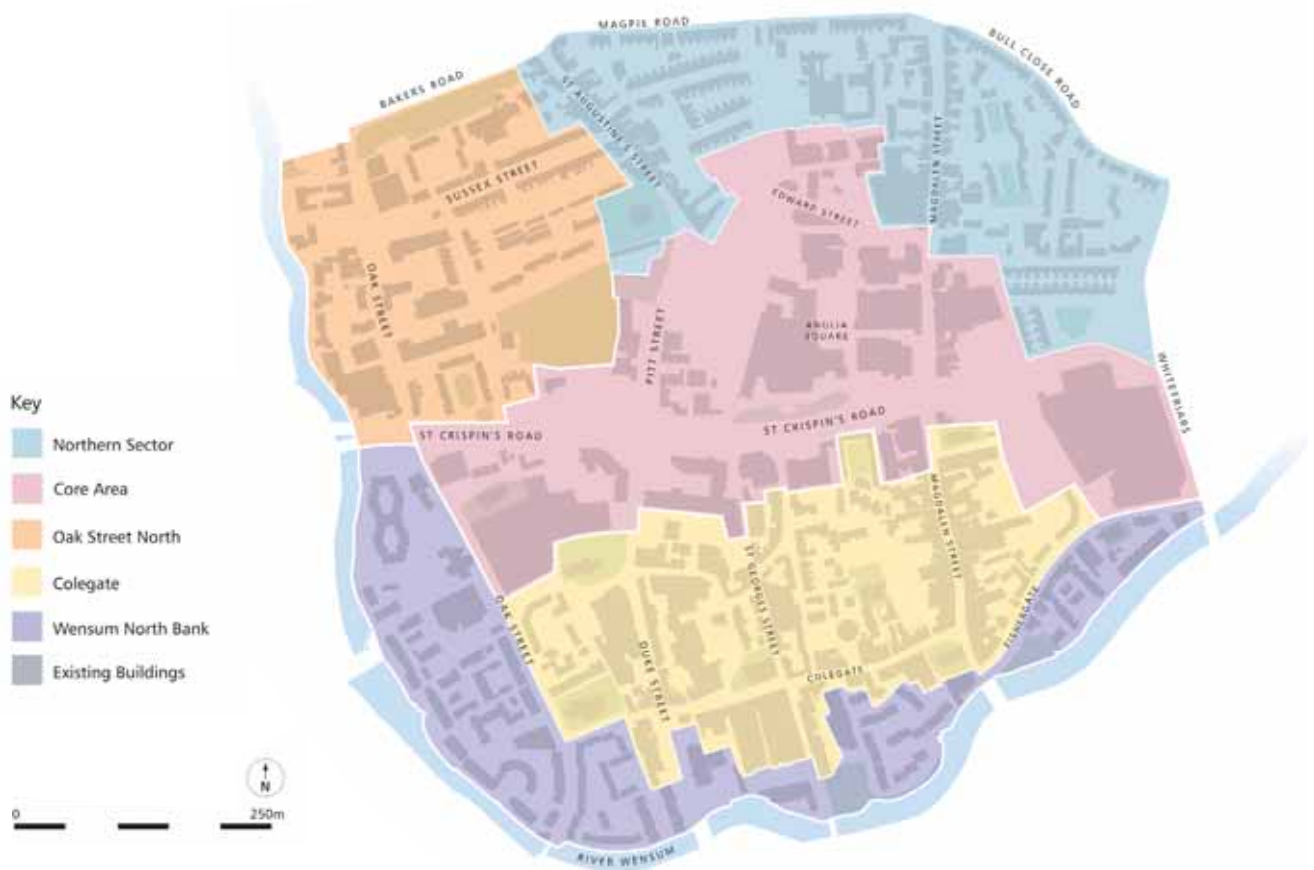 MAGPIE ROAD
BULL CLOSE ROAD
BAKERS ROAD
ST AUGUSTINE'S STREET
SUSSEX STREET
MAGDALEN STREET
EDWARD STREET
OAK STREET
PITT STREET
ANGLIA
SQUARE
WHITEFRIARS
ST CRISPIN'S ROAD
ST CRISPIN'S ROAD
MAGDALEN STREET
ST GEORGES STREET
OAK STREET
DUKE STREET
FISHERGATE
COLEGATE
RIVER WENSUM
Key
Northern Sector
Core Area
Oak Street North
Colegate
Wensum North Bank
Existing Buildings
N
0
250m